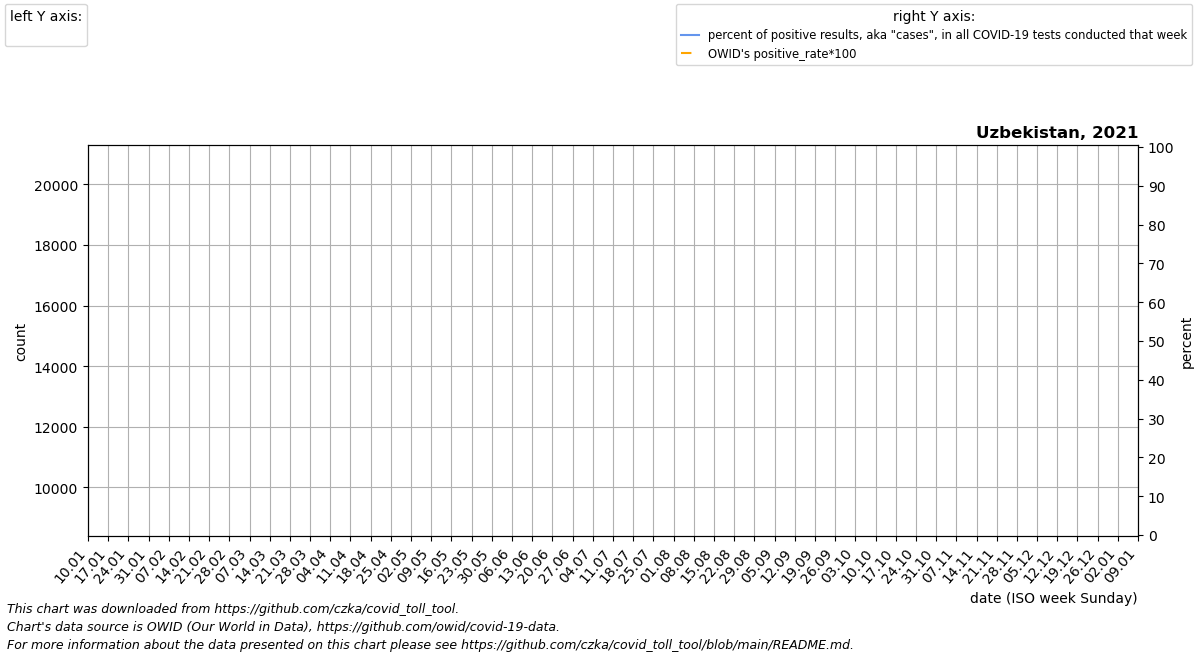 left Y axis:
right Y axis:
percent of positive results, aka "cases", in all COVID-19 tests conducted that week
OWID's positive_rate*100
Uzbekistan, 2021
20000
18000
16000
14000
12000
10000
count
100
90
80
70
60
50
40
30
20
10
0
percent
10.01 17.01 24.01 31.01 07.02 14.02 21.02 28.02 07.03 14.03 21.03 28.03 04.04 11.04 18.04 25.04 02.05 09.05 16.05 23.05 30.05 06.06 13.06 20.06 27.06 04.07 11.07 18.07 25.07 01.08 08.08 15.08 22.08 29.08 05.09 12.09 19.09 26.09 03.10 10.10 17.10 24.10 31.10 07.11 14.11 21.11 28.11 05.12 12.12 19.12 26.12 02.01 09.01
date (ISO week Sunday)
This chart was downloaded from https://github.com/czka/covid_toll_tool.
Chart's data source is OWID (Our World in Data), https://github.com/owid/covid-19-data.
For more information about the data presented on this chart please see https://github.com/czka/covid_toll_tool/blob/main/README.md.